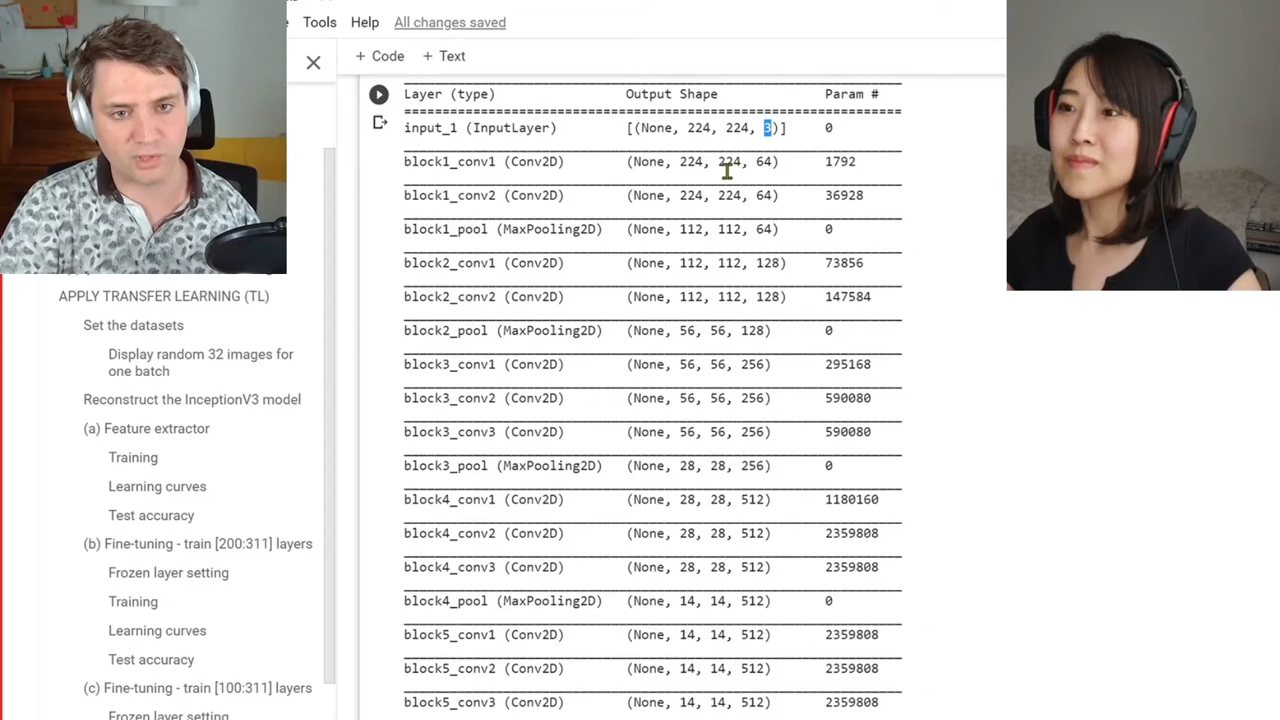 Tools Help All changes saved
+ Code + Text
Layer (type) Output Shape Param #
input_1 (InputLayer) [(None, 224, 224, 3)] 0
block1_conv1 (Conv2D) (None, 224, 224, 64) 1792
block1_conv2 (Conv2D) (None, 224, 224, 64) 36928
block1_pool (MaxPooling2D) (None, 112, 112, 64) 0
block2_conv1 (Conv2D) (None, 112, 112, 128) 73856
block2_conv2 (Conv2D) (None, 112, 112, 128) 147584
block2_pool (MaxPooling2D) (None, 56, 56, 128) 0
block3_conv1 (Conv2D) (None, 56, 56, 256) 295168
block3_conv2 (Conv2D) (None, 56, 56, 256) 590080
block3_conv3 (Conv2D) (None, 56, 56, 256) 590080
block3_pool (MaxPooling2D) (None, 28, 28, 256) 0
block4_conv1 (Conv2D) (None, 28, 28, 512) 1180160
block4_conv2 (Conv2D) (None, 28, 28, 512) 2359808
block4_conv3 (Conv2D) (None, 28, 28, 512) 2359808
block4_pool (MaxPooling2D) (None, 14, 14, 512) 0
block5_conv1 (Conv2D) (None, 14, 14, 512) 2359808
block5_conv2 (Conv2D) (None, 14, 14, 512) 2359808
block5_conv3 (Conv2D) (None, 14, 14, 512) 2359808
APPLY TRANSFER LEARNING (TL)
Set the datasets
Display random 32 images for
one batch
Reconstruct the InceptionV3 model
(a) Feature extractor
Training
Learning curves
Test accuracy
(b) Fine-tuning - train [200:311] layers
Frozen layer setting
Training
Learning curves
Test accuracy
(c) Fine-tuning - train [100:311] layers
Frozen layer setting